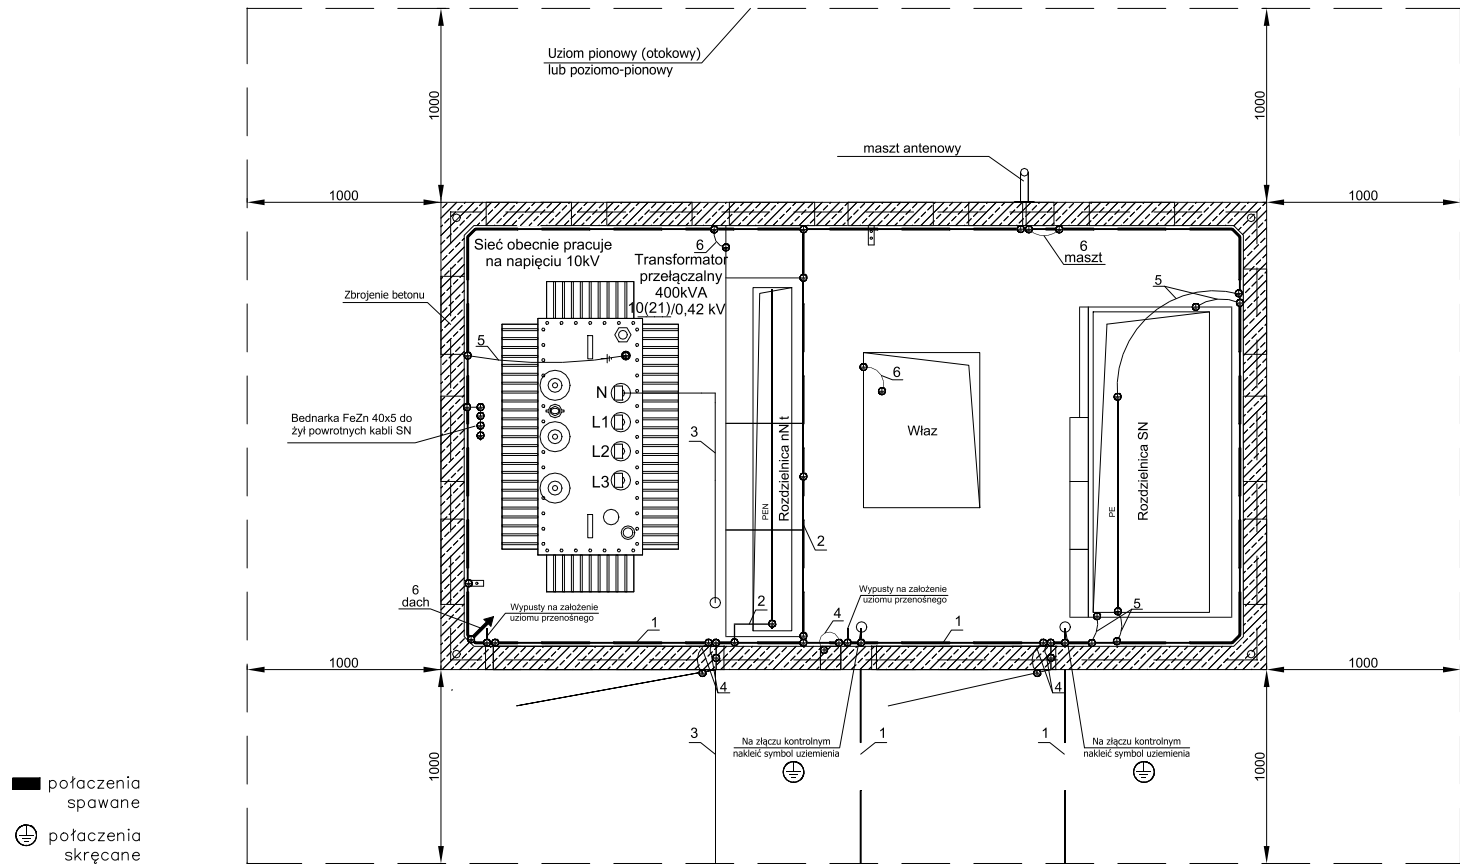 Uziom pionowy (otokowy)
lub poziomo-pionowy
1000
1000
maszt antenowy
1000
1000
Sieć obecnie pracuje
na napięciu 10kV
6
Transformator
przełączalny
400kVA
10(21)/0,42 kV
6
maszt
5
Zbrojenie betonu
5
6
N
L1
L2
L3
Bednarka FeZn 40x5 do
żył powrotnych kabli SN
3
Rozdzielnica nN t
PEN
Właz
Rozdzielnica SN
PE
2
6
dach
Wypusty na założenie
uziomu przenośnego
1
2
4
Wypusty na założenie
uziomu przenośnego
1
5
1000
1000
4
4
3
Na złączu kontrolnym
nakleić symbol uziemienia
1
1
Na złączu kontrolnym
nakleić symbol uziemienia
1000
1000
połaczenia
spawane
połaczenia
skręcane